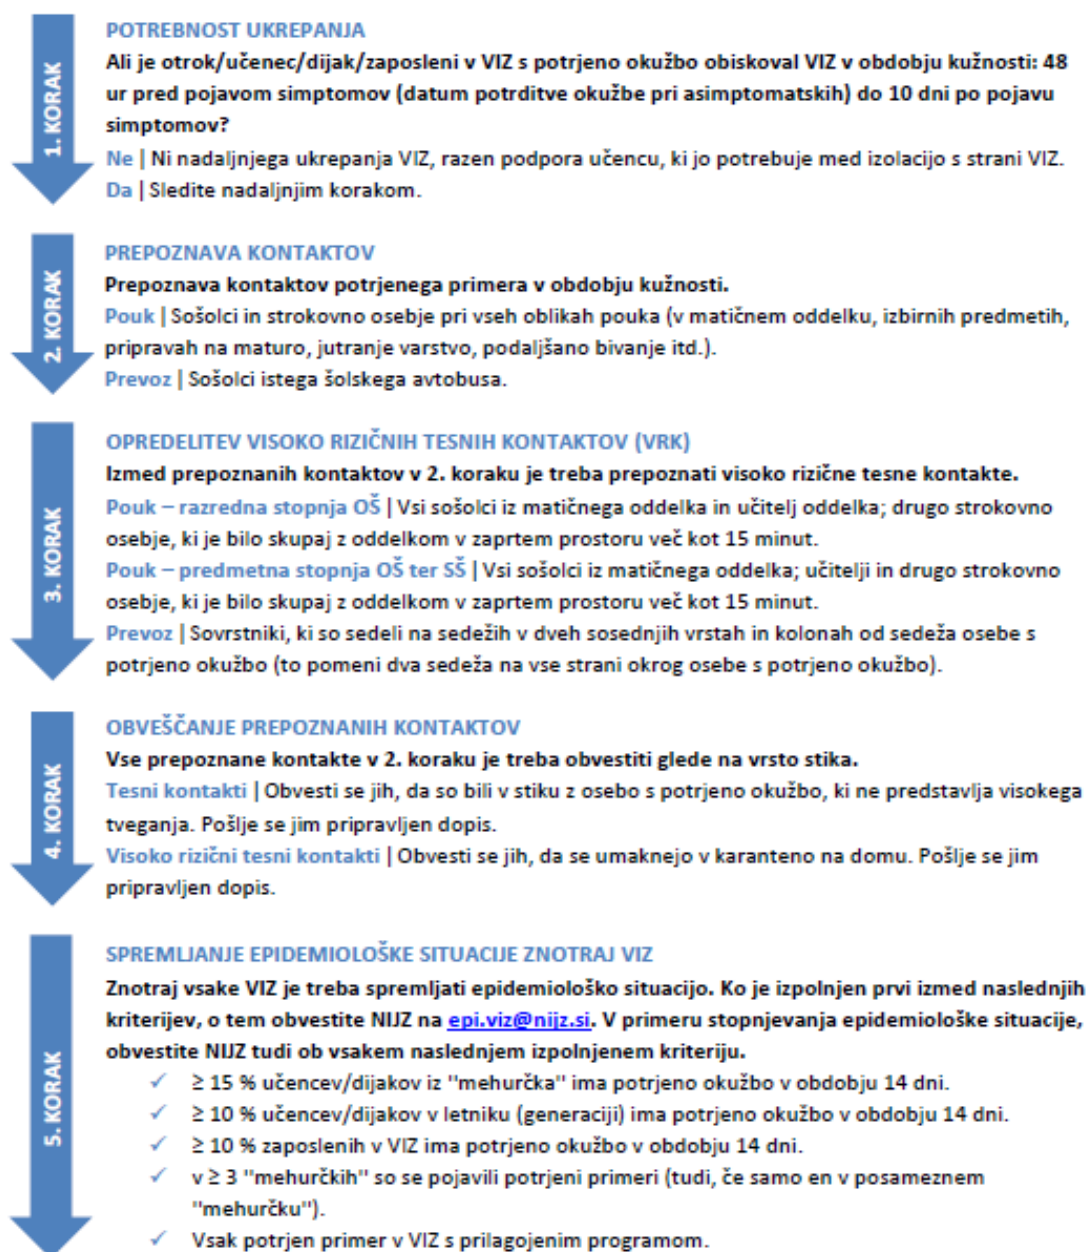 1. KORAK
POTREBNOST UKREPANJA
Ali je otrok/učenec/dijak/zaposleni v VIZ s potrjeno okužbo obiskoval VIZ v obdobju kužnosti: 48
ur pred pojavom simptomov (datum potrditve okužbe pri asimptomatskih) do 10 dni po pojavu
simptomov?
Ne | Ni nadaljnjega ukrepanja VIZ, razen podpora učencu, ki jo potrebuje med izolacijo s strani VIZ.
Da | Sledite nadaljnjim korakom.
2. KORAK
PREPOZNAVA KONTAKTOV
Prepoznava kontaktov potrjenega primera v obdobju kužnosti.
Pouk | Sošolci in strokovno osebje pri vseh oblikah pouka (v matičnem oddelku, izbirnih predmetih,
pripravah na maturo, jutranje varstvo, podaljšano bivanje itd.).
Prevoz | Sošolci istega šolskega avtobusa.
3. KORAK
OPREDELITEV VISOKO RIZIČNIH TESNIH KONTAKTOV (VRK)
Izmed prepoznanih kontaktov v 2. koraku je treba prepoznati visoko rizične tesne kontakte.
Pouk – razredna stopnja OŠ | Vsi sošolci iz matičnega oddelka in učitelj oddelka; drugo strokovno
osebje, ki je bilo skupaj z oddelkom v zaprtem prostoru več kot 15 minut.
Pouk – predmetna stopnja OŠ ter SŠ | Vsi sošolci iz matičnega oddelka; učitelji in drugo strokovno
osebje, ki je bilo skupaj z oddelkom v zaprtem prostoru več kot 15 minut.
Prevoz | Sovrstniki, ki so sedeli na sedežih v dveh sosednjih vrstah in kolonah od sedeža osebe s
potrjeno okužbo (to pomeni dva sedeža na vse strani okrog osebe s potrjeno okužbo).
4. KORAK
OBVEŠČANJE PREPOZNANIH KONTAKTOV
Vse prepoznane kontakte v 2. koraku je treba obvestiti glede na vrsto stika.
Tesni kontakti | Obvesti se jih, da so bili v stiku z osebo s potrjeno okužbo, ki ne predstavlja visokega
tveganja. Pošlje se jim pripravljen dopis.
Visoko rizični tesni kontakti | Obvesti se jih, da se umaknejo v karanteno na domu. Pošlje se jim
pripravljen dopis.
5. KORAK
SPREMLJANJE EPIDEMIOLOŠKE SITUACIJE ZNOTRAJ VIZ
Znotraj vsake VIZ je treba spremljati epidemiološko situacijo. Ko je izpolnjen prvi izmed naslednjih
kriterijev, o tem obvestite NIJZ na epi.viz@nijz.si. V primeru stopnjevanja epidemiološke situacije,
obvestite NIJZ tudi ob vsakem naslednjem izpolnjenem kriteriju.
✓ ≥ 15 % učencev/dijakov iz "mehurčka" ima potrjeno okužbo v obdobju 14 dni.
✓ ≥ 10 % učencev/dijakov v letniku (generaciji) ima potrjeno okužbo v obdobju 14 dni.
✓ ≥ 10 % zaposlenih v VIZ ima potrjeno okužbo v obdobju 14 dni.
✓ v ≥ 3 "mehurčkih" so se pojavili potrjeni primeri (tudi, če samo en v posameznem
"mehurčku").
✓ Vsak potrjen primer v VIZ s prilagojenim programom.